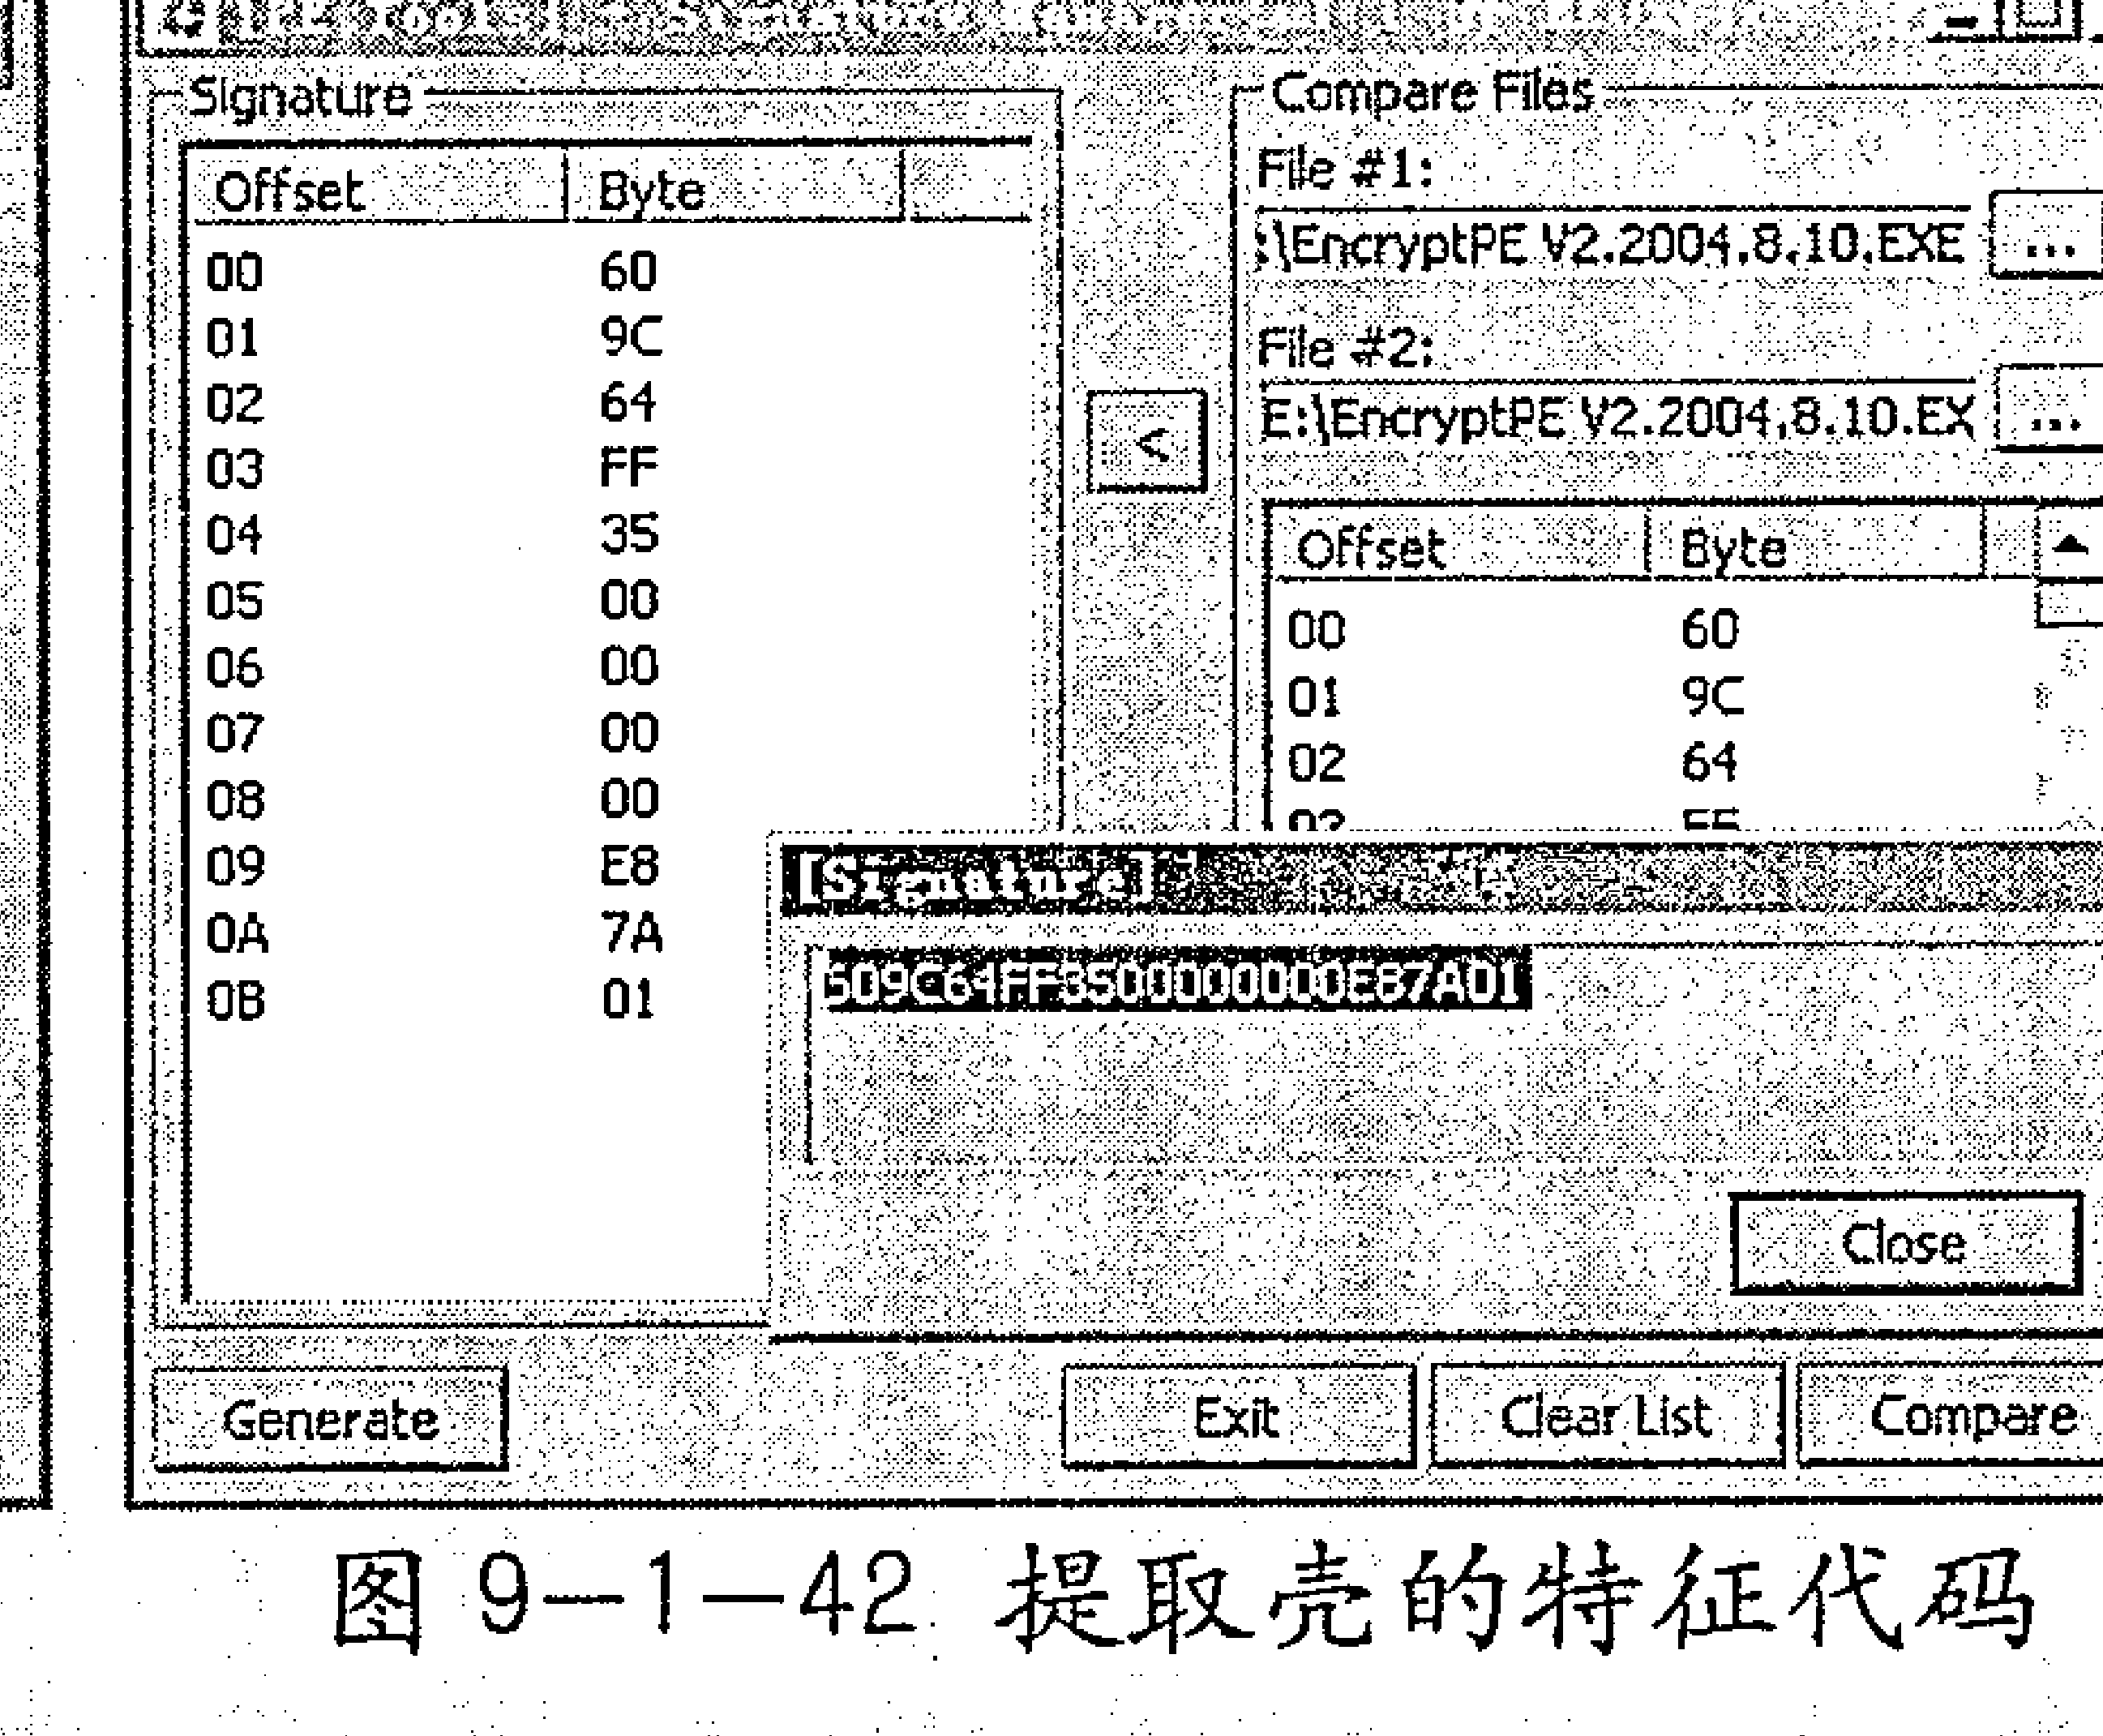 Signature
Offset Byte
00 60
01 9C
02 64
03 FF
04 35
05 00
06 00
07 00
08 00
09 E8
0A 7A
0B 01
Generate
<
Compare Files
File #1:
:\EncryptPE V2.2004.8.10.EXE ...
File #2:
E:\EncryptPE V2.2004.8.10.EX ...
Offset Byte
00 60
01 9C
02 64
[Signature]
609C64FF3500000000E87A01
Close
Exit Clear List Compare
图 9-1-42 提取壳的特征代码